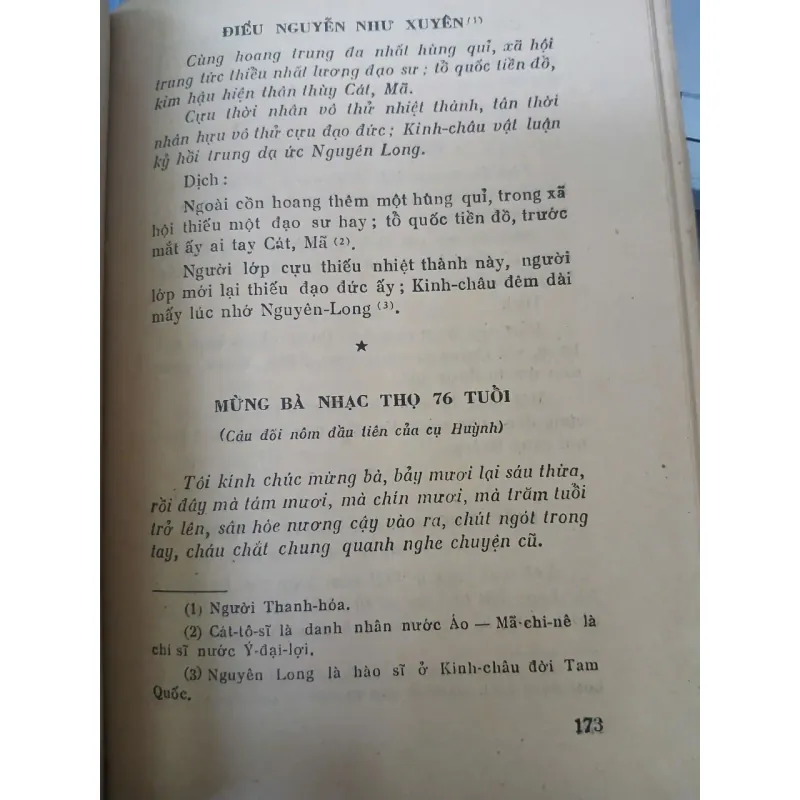 ĐIẾU NGUYỄN NHƯ XUYÊN (1)
Cùng hoang trung đa nhất hùng quỉ, xã hội
trung tức thiều nhất lương đạo sư ; tổ quốc tiền đồ,
kim hậu hiện thân thùy Cát, Mã.
Cựu thời nhân vô thử nhiệt thành, tân thời
nhân hựu vô thử cựu đạo đức ; Kinh-châu vật luận
kỷ hồi trung dạ ức Nguyên Long.
Dịch :
Ngoài cồn hoang thêm một hùng quỉ, trong xã
hội thiếu một đạo sư hay ; tổ quốc tiền đồ, trước
mắt ấy ai tay Cát, Mã (2).
Người lớp cựu thiếu nhiệt thành này, người
lớp mới lại thiếu đạo đức ấy ; Kinh-châu đêm dài
mấy lúc nhớ Nguyên-Long (3).
★
MỪNG BÀ NHẠC THỌ 76 TUỔI
(Câu đối nôm đầu tiên của cụ Huỳnh)
Tôi kính chúc mừng bà, bảy mươi lại sáu thừa,
rồi đây mà tám mươi, mà chín mươi, mà trăm tuổi
trở lên, sân hòe nương cậy vào ra, chút ngót trong
tay, cháu chắt chung quanh nghe chuyện cũ.
(1) Người Thanh-hóa.
(2) Cát-tô-sĩ là danh nhân nước Áo — Mã-chi-nê là
chí sĩ nước Ý-đại-lợi.
(3) Nguyên Long là hào sĩ ở Kinh-châu đời Tam
Quốc.
173